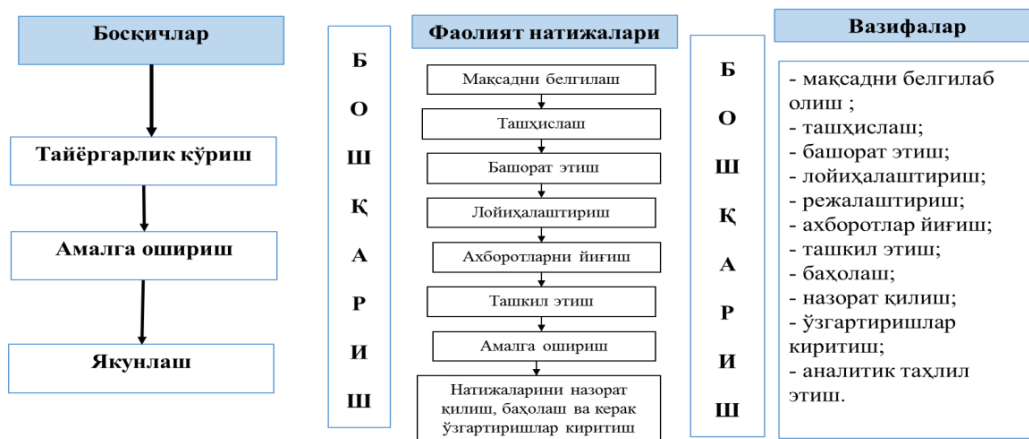 Босқичлар
Тайёргарлик кўриш
Амалга ошириш
Якунлаш
Б
О
Ш
Қ
А
Р
И
Ш
Фаолият натижалари
Мақсадни белгилаш
Ташҳислаш
Башорат этиш
Лойиҳалаштириш
Ахборотларни йиғиш
Ташкил этиш
Амалга ошириш
Натижаларини назорат
қилиш, баҳолаш ва керак
ўзгартиришлар киритиш
Б
О
Ш
Қ
А
Р
И
Ш
Вазифалар
- мақсадни белгилаб
олиш ;
- ташҳислаш;
- башорат этиш;
- лойиҳалаштириш;
- режалаштириш;
- ахборотлар йиғиш;
- ташкил этиш;
- баҳолаш;
- назорат қилиш;
- ўзгартиришлар
киритиш;
- аналитик таҳлил
этиш.